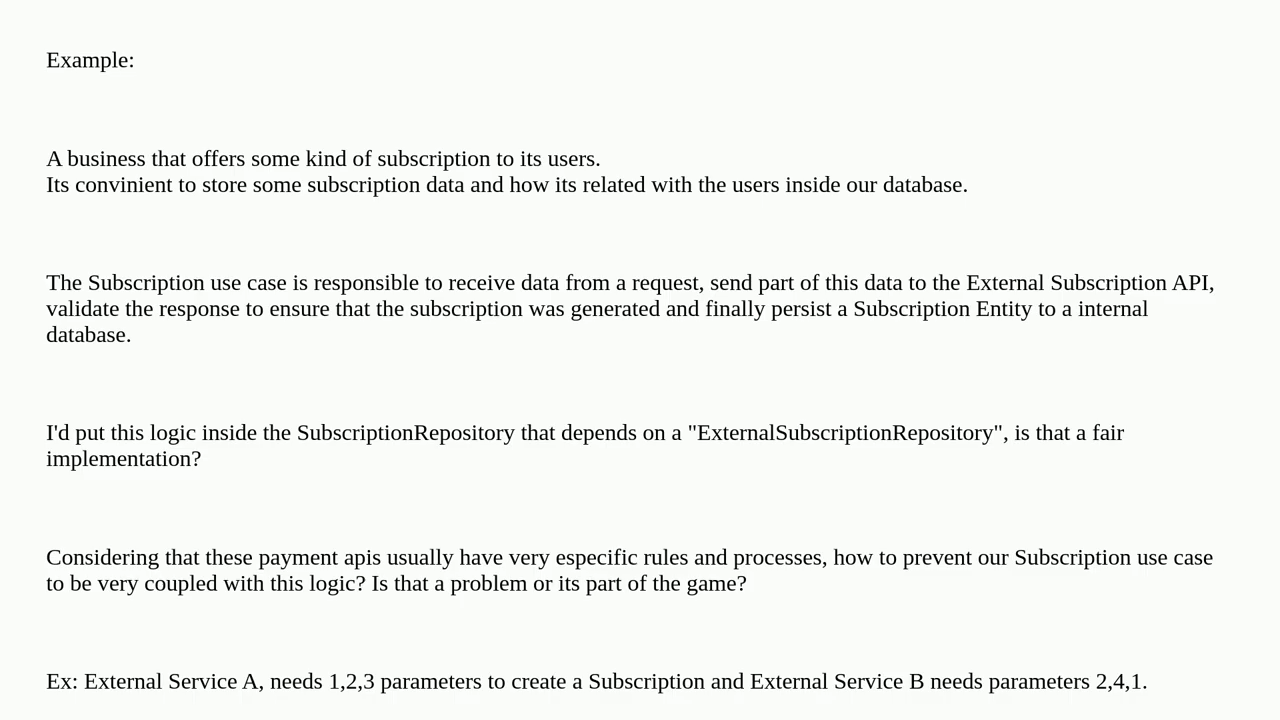 Example:
A business that offers some kind of subscription to its users.
Its convinient to store some subscription data and how its related with the users inside our database.
The Subscription use case is responsible to receive data from a request, send part of this data to the External Subscription API,
validate the response to ensure that the subscription was generated and finally persist a Subscription Entity to a internal
database.
I'd put this logic inside the SubscriptionRepository that depends on a "ExternalSubscriptionRepository", is that a fair
implementation?
Considering that these payment apis usually have very especific rules and processes, how to prevent our Subscription use case
to be very coupled with this logic? Is that a problem or its part of the game?
Ex: External Service A, needs 1,2,3 parameters to create a Subscription and External Service B needs parameters 2,4,1.